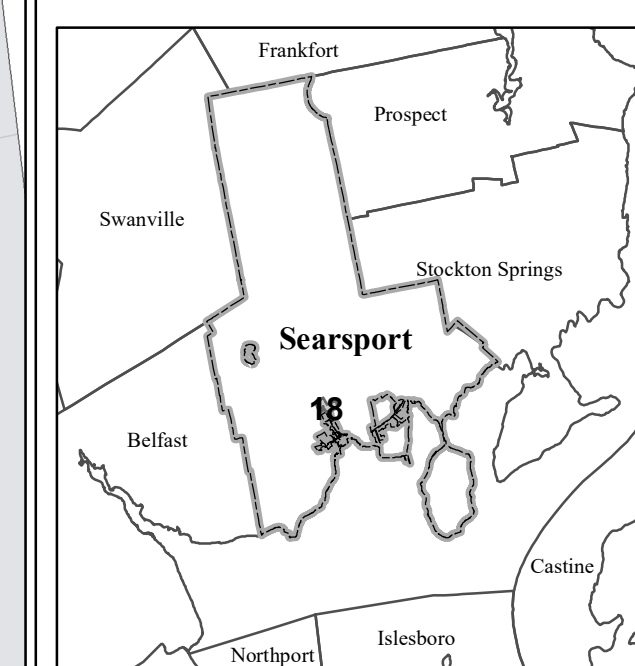 Frankfort
Prospect
Swanville
Stockton Springs
Searsport
18
Belfast
Castine
Islesboro
Northport